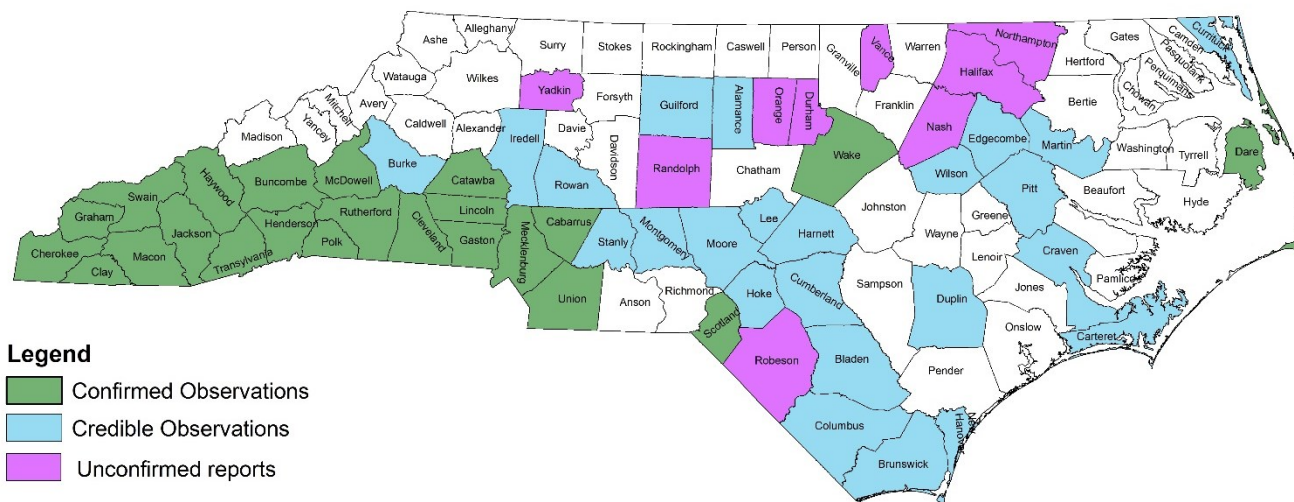 Alleghany
Ashe
Surry
Stokes
Rockingham
Caswell
Person
Granville
Vance
Warren
Northampton
Gates
Camden
Currituck
Pasquotank
Perquimans
Chowan
Hertford
Halifax
Watauga
Wilkes
Yadkin
Forsyth
Guilford
Alamance
Orange
Durham
Franklin
Nash
Bertie
Mitchell
Avery
Yancey
Madison
Caldwell
Alexander
Iredell
Davie
Davidson
Randolph
Chatham
Wake
Edgecombe
Martin
Washington
Tyrrell
Dare
Burke
Rowan
Wilson
Pitt
Beaufort
Hyde
Haywood
Buncombe
McDowell
Catawba
Swain
Graham
Lincoln
Rutherford
Cleveland
Gaston
Mecklenburg
Cabarrus
Stanly
Montgomery
Moore
Lee
Harnett
Johnston
Wayne
Greene
Lenoir
Craven
Pamlico
Jackson
Henderson
Polk
Transylvania
Cherokee
Clay
Macon
Union
Anson
Richmond
Scotland
Hoke
Cumberland
Sampson
Duplin
Jones
Onslow
Carteret
Robeson
Bladen
Pender
Columbus
Brunswick
New
Hanover
Legend
Confirmed Observations
Credible Observations
Unconfirmed reports